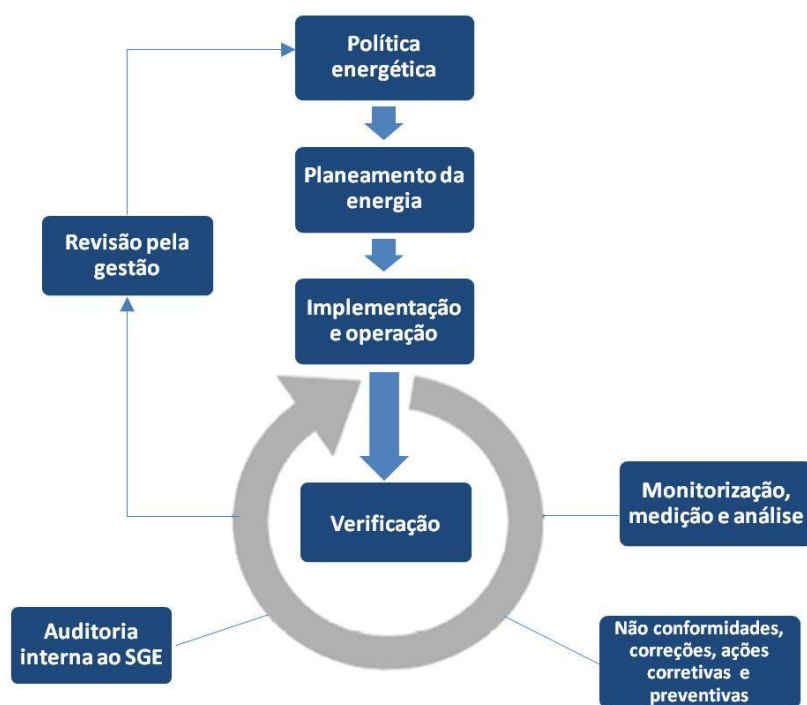 Política
energética
Planeamento da
energia
Revisão pela
gestão
Implementação
e operação
Verificação
Monitorização,
medição e análise
Auditoria
interna ao SGE
Não conformidades,
correções, ações
corretivas e
preventivas